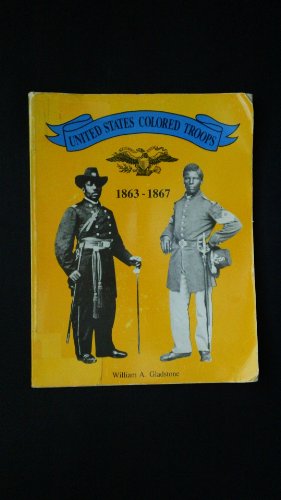 UNITED STATES COLORED TROOPS
1863-1867
William A. Gladstone